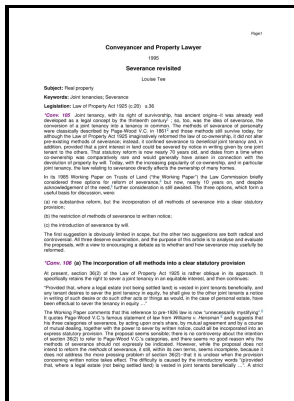 Page1
Conveyancer and Property Lawyer
1995
Severance revisited
Louise Tee
Subject: Real property
Keywords: Joint tenancies; Severance
Legislation: Law of Property Act 1925 (c.20) s.36
*Conv. 105 Joint tenancy, with its right of survivorship, has ancient origins–it was already well
developed as a legal concept by the thirteenth century1 ; so, too, was the idea of severance, the
conversion of a joint tenancy into a tenancy in common. The methods of severance of personalty
were classically described by Page-Wood V.C. in 18612 and those methods still survive today, for
although the Law of Property Act 1925 imaginatively reformed the law of co-ownership, it did not alter
pre-existing methods of severance; instead, it confined severance to beneficial joint tenancy and, in
addition, provided that a joint interest in land could be severed by notice in writing given by one joint
tenant to the others. That statutory reform is now nearly 70 years old, and dates from a time when
co-ownership was comparatively rare and would generally have arisen in connection with the
devolution of property by will. Today, with the increasing popularity of co-ownership, and in particular
joint tenancy, the law relating to severance directly affects the ownership of many homes.
In its 1985 Working Paper on Trusts of Land ("the Working Paper") the Law Commission briefly
considered three options for reform of severance,3 but now, nearly 10 years on, and despite
acknowledgement of the need,4 further consideration is still awaited. The three options, which form a
useful basis for discussion, were:
(a) no substantive reform, but the incorporation of all methods of severance into a clear statutory
provision;
(b) the restriction of methods of severance to written notice;
(c) the introduction of severance by will.
The first suggestion is obviously limited in scope, but the other two suggestions are both radical and
controversial. All three deserve examination, and the purpose of this article is to analyse and evaluate
the proposals, with a view to encouraging a debate as to whether and how severance may usefully be
reformed.
*Conv. 106 (a) The incorporation of all methods into a clear statutory provision
At present, section 36(2) of the Law of Property Act 1925 is rather oblique in its approach. It
specifically retains the right to sever a joint tenancy in an equitable interest, and then continues:
"Provided that, where a legal estate (not being settled land) is vested in joint tenants beneficially, and
any tenant desires to sever the joint tenancy in equity, he shall give to the other joint tenants a notice
in writing of such desire or do such other acts or things as would, in the case of personal estate, have
been effectual to sever the tenancy in equity ..."
The Working Paper comments that this reference to pre-1926 law is now "unnecessarily mystifying".5
It quotes Page-Wood V.C.'s famous statement of law from Williams v. Hensman6 and suggests that
his three categories of severance, by acting upon one's share, by mutual agreement and by a course
of mutual dealing, together with the power to sever by written notice, could all be incorporated into an
express statutory provision. The proposal seems sensible; there is no controversy about the intention
of section 36(2) to refer to Page-Wood V.C.'s categories, and there seems no good reason why the
methods of severance should not expressly be indicated. However, while the proposal does not
intend to reform the methods of severance, it still, within its own terms, seems incomplete, because it
does not address the more pressing problem of section 36(2)–that it is unclear when the provision
concerning written notice takes effect. The difficulty is caused by the introductory words "(p)rovided
that, where a legal estate (not being settled land) is vested in joint tenants beneficially ...". A strict